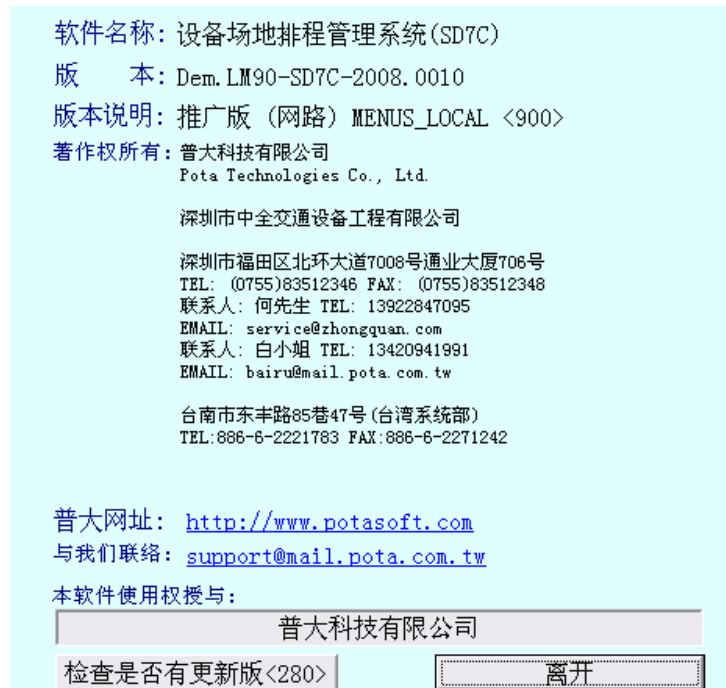 软件名称: 设备场地排程管理系统(SD7C)
版 本: Dem.LM90-SD7C-2008.0010
版本说明: 推广版 (网路) MENUS_LOCAL <900>
著作权所有: 普大科技有限公司
Pota Technologies Co., Ltd.
深圳市中全交通设备工程有限公司
深圳市福田区北环大道7008号通业大厦706号
TEL: (0755)83512346 FAX: (0755)83512348
联系人: 何先生 TEL: 13922847095
EMAIL: service@zhongquan.com
联系人: 白小姐 TEL: 13420941991
EMAIL: bairu@mail.pota.com.tw
台南市东丰路85巷47号(台湾系统部)
TEL:886-6-2221783 FAX:886-6-2271242
普大网址: http://www.potasoft.com
与我们联络: support@mail.pota.com.tw
本软件使用权授与:
普大科技有限公司
检查是否有更新版<280> 离开